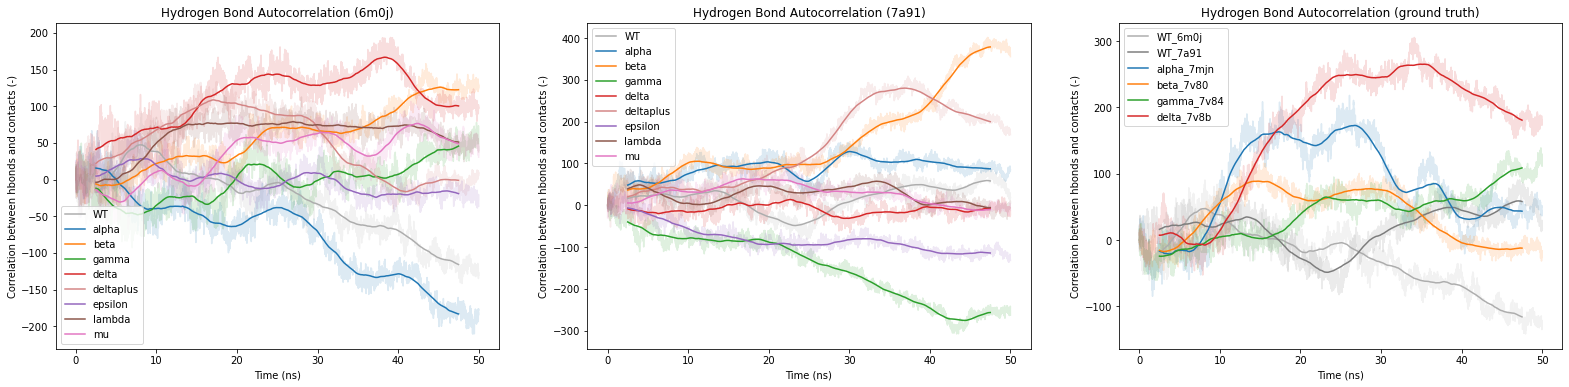 Hydrogen Bond Autocorrelation (6m0j)
Correlation between hbonds and contacts (-)
200
150
100
50
0
−50
−100
−150
−200
WT
alpha
beta
gamma
delta
deltaplus
epsilon
lambda
mu
0
10
20
30
40
50
Time (ns)
Hydrogen Bond Autocorrelation (7a91)
Correlation between hbonds and contacts (-)
400
300
200
100
0
−100
−200
−300
WT
alpha
beta
gamma
delta
deltaplus
epsilon
lambda
mu
0
10
20
30
40
50
Time (ns)
Hydrogen Bond Autocorrelation (ground truth)
Correlation between hbonds and contacts (-)
300
200
100
0
−100
WT_6m0j
WT_7a91
alpha_7mjn
beta_7v80
gamma_7v84
delta_7v8b
0
10
20
30
40
50
Time (ns)